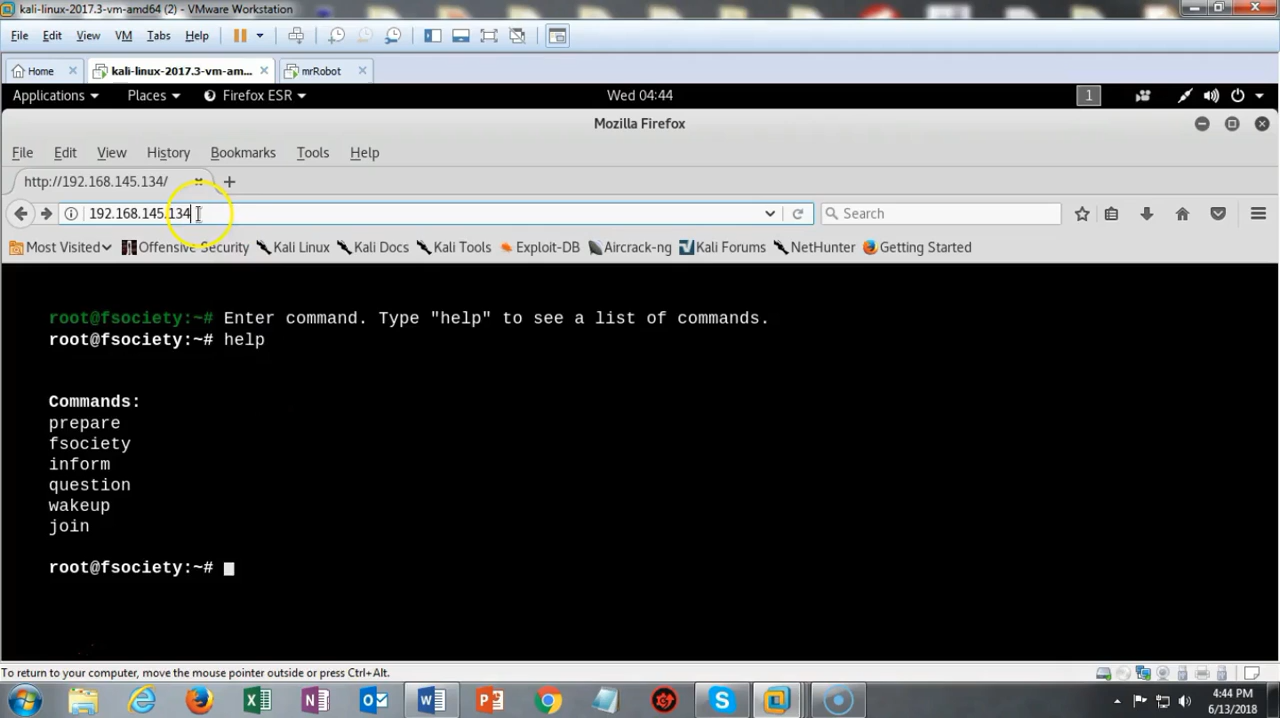 kali-linux-2017.3-vm-amd64 (2) - VMware Workstation
File Edit View VM Tabs Help
Home kali-linux-2017.3-vm-am... mrRobot
Applications Places Firefox ESR Wed 04:44 1
Mozilla Firefox
File Edit View History Bookmarks Tools Help
http://192.168.145.134/
192.168.145.134 Search
Most Visited Offensive Security Kali Linux Kali Docs Kali Tools Exploit-DB Aircrack-ng Kali Forums NetHunter Getting Started
root@fsociety:~# Enter command. Type "help" to see a list of commands.
root@fsociety:~# help
Commands:
prepare
fsociety
inform
question
wakeup
join
root@fsociety:~#
To return to your computer, move the mouse pointer outside or press Ctrl+Alt.
4:44 PM
6/13/2018